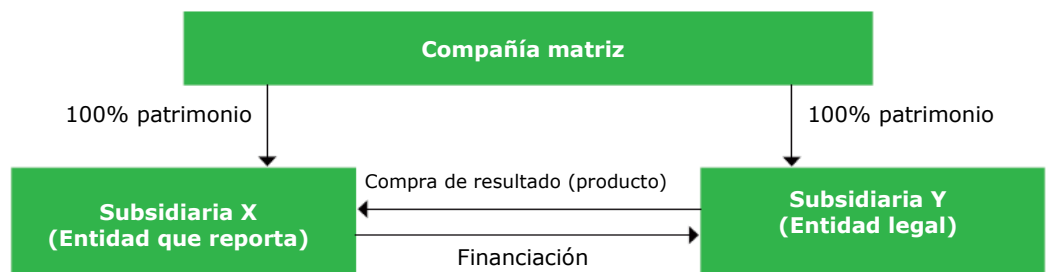 Compañía matriz
100% patrimonio
100% patrimonio
Compra de resultado (producto)
Subsidiaria X
(Entidad que reporta)
Subsidiaria Y
(Entidad legal)
Financiación